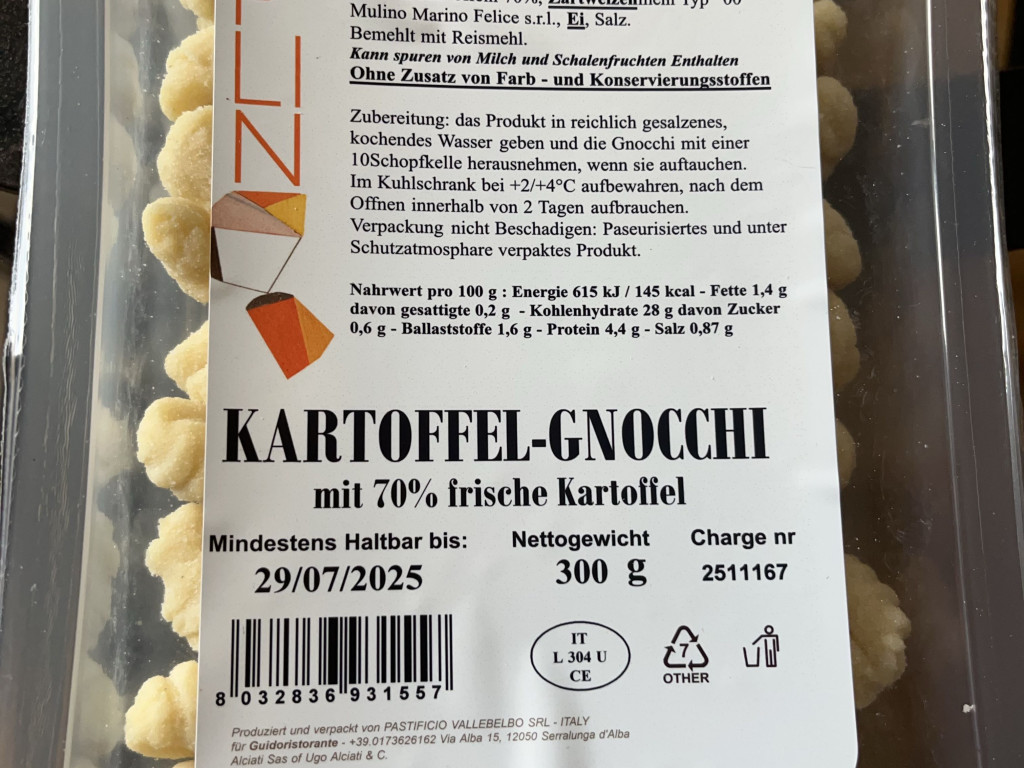 70%, Zartweizenmehl Typ "00"
Mulino Marino Felice s.r.l., Ei, Salz.
Bemehlt mit Reismehl.
Kann spuren von Milch und Schalenfruchten Enthalten
Ohne Zusatz von Farb - und Konservierungsstoffen
Zubereitung: das Produkt in reichlich gesalzenes,
kochendes Wasser geben und die Gnocchi mit einer
10Schopfkelle herausnehmen, wenn sie auftauchen.
Im Kuhlschrank bei +2/+4°C aufbewahren, nach dem
Offnen innerhalb von 2 Tagen aufbrauchen.
Verpackung nicht Beschadigen: Paseurisiertes und unter
Schutzatmosphare verpaktes Produkt.
Nahrwert pro 100 g : Energie 615 kJ / 145 kcal - Fette 1,4 g
davon gesattigte 0,2 g - Kohlenhydrate 28 g davon Zucker
0,6 g - Ballaststoffe 1,6 g - Protein 4,4 g - Salz 0,87 g
KARTOFFEL-GNOCCHI
mit 70% frische Kartoffel
Mindestens Haltbar bis: Nettogewicht Charge nr
29/07/2025 300 g 2511167
IT
L 304 U
CE
7
OTHER
8 032836 931557
Produziert und verpackt von PASTIFICIO VALLEBELBO SRL - ITALY
für Guidoristorante - +39.0173626162 Via Alba 15, 12050 Serralunga d'Alba
Alciati Sas of Ugo Alciati & C.